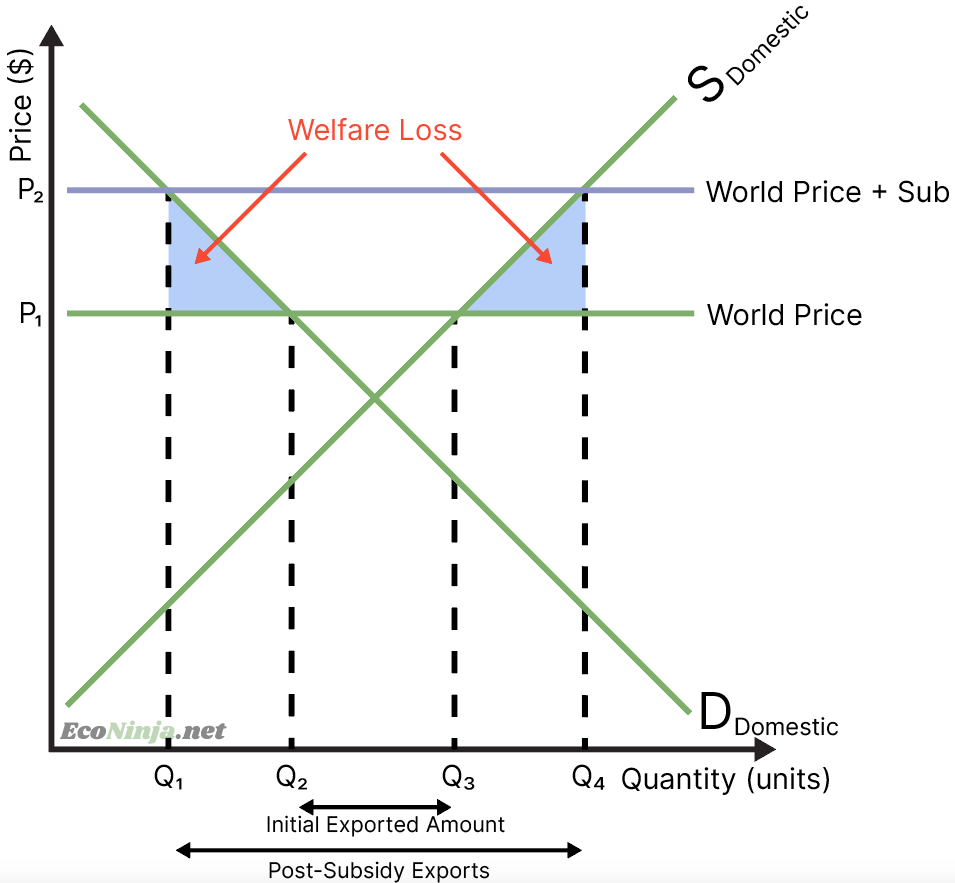 Price ($)
S Domestic
Welfare Loss
P₂
World Price + Sub
P₁
World Price
EcoNinja.net
D Domestic
Q₁ Q₂ Q₃ Q₄ Quantity (units)
Initial Exported Amount
Post-Subsidy Exports